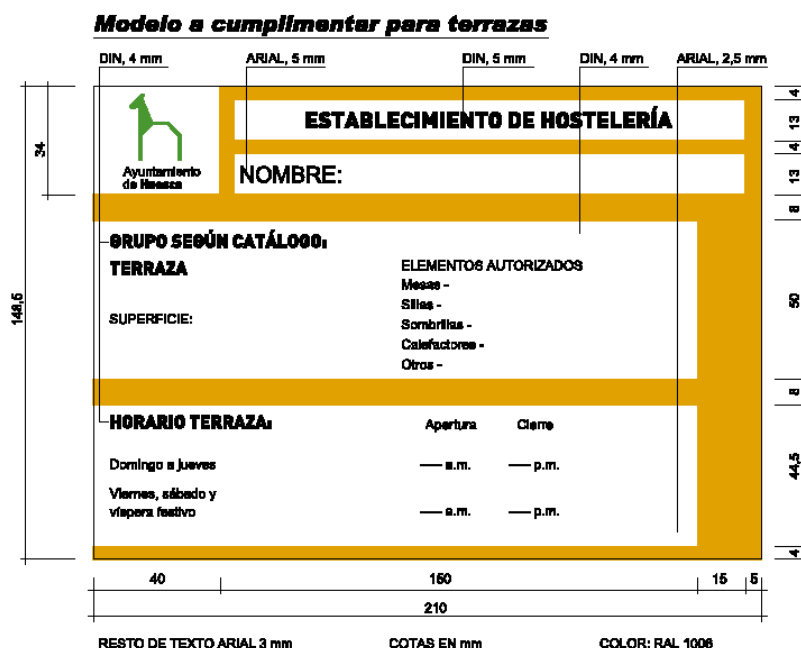 Modelo a cumplimentar para terrazas
DIN, 4 mm
ARIAL, 5 mm
DIN, 5 mm
DIN, 4 mm
ARIAL, 2,5 mm
Ayuntamiento
de Huesca
ESTABLECIMIENTO DE HOSTELERÍA
NOMBRE:
GRUPO SEGÚN CATÁLOGO:
TERRAZA
SUPERFICIE:
ELEMENTOS AUTORIZADOS
Mesas -
Sillas -
Sombrillas -
Calefactores -
Otros -
HORARIO TERRAZA:
Apertura
Cierre
Domingo a jueves
— a.m.
— p.m.
Viernes, sábado y
víspera festivo
— a.m.
— p.m.
34
148,5
4
13
4
13
8
50
8
44,5
4
40
150
15
5
210
RESTO DE TEXTO ARIAL 3 mm
COTAS EN mm
COLOR: RAL 1006